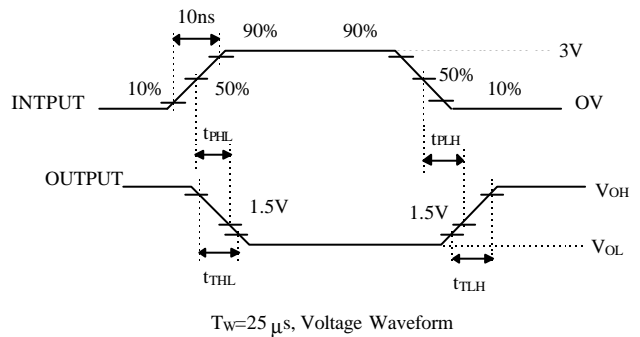 10ns
90%
90%
3V
10%
50%
50%
10%
INTPUT
OV
tPHL
tPLH
OUTPUT
VOH
1.5V
1.5V
VOL
tTHL
tTLH
TW=25 μs, Voltage Waveform